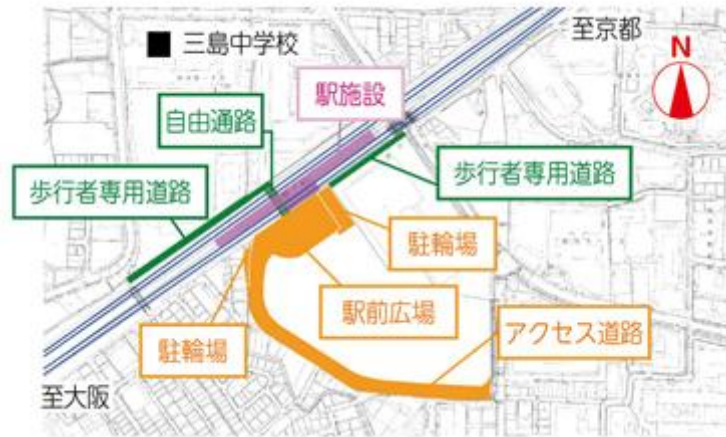 至京都
N
三島中学校
駅施設
自由通路
歩行者専用道路
歩行者専用道路
駐輪場
駅前広場
駐輪場
アクセス道路
至大阪